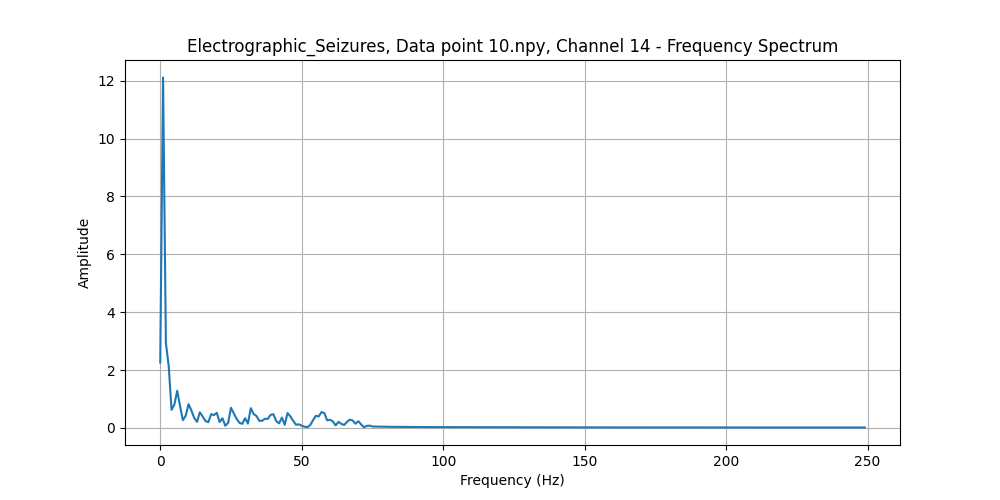 Electrographic_Seizures, Data point 10.npy, Channel 14 - Frequency Spectrum
12
10
8
6
4
2
0
Amplitude
0 50 100 150 200 250
Frequency (Hz)